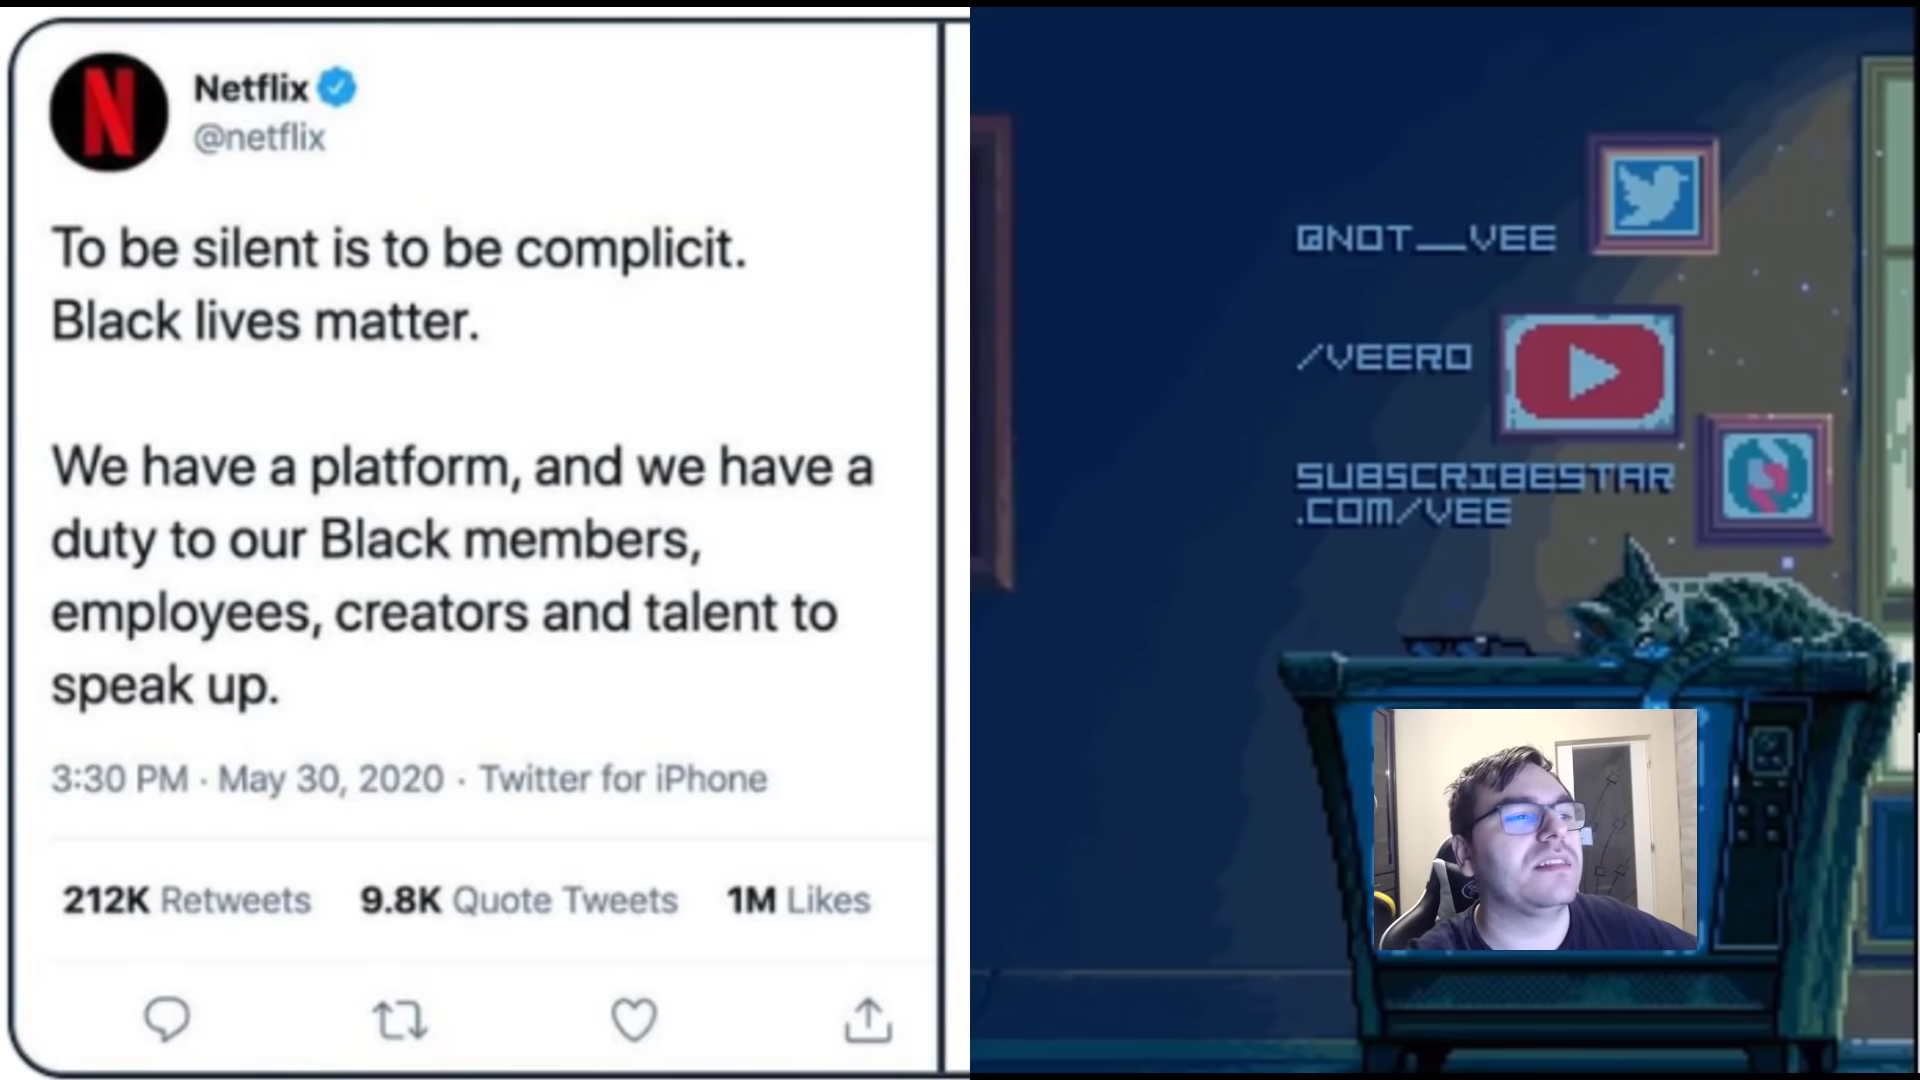 Netflix
@netflix
To be silent is to be complicit.
Black lives matter.
We have a platform, and we have a
duty to our Black members,
employees, creators and talent to
speak up.
3:30 PM · May 30, 2020 · Twitter for iPhone
212K Retweets 9.8K Quote Tweets 1M Likes
@NOT__VEE
/VEERO
SUBSCRIBESTAR
.COM/VEE